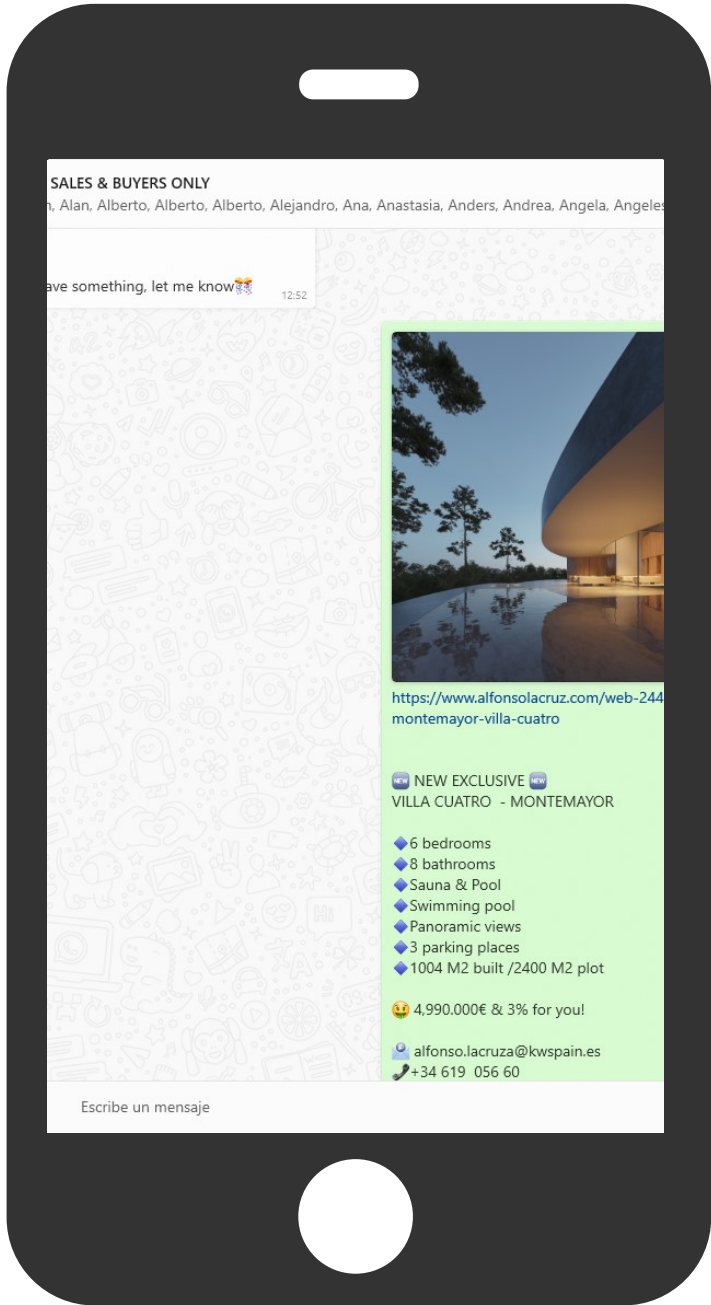 SALES & BUYERS ONLY
, Alan, Alberto, Alberto, Alberto, Alejandro, Ana, Anastasia, Anders, Andrea, Angela, Angeles
ave something, let me know🎊
12:52
https://www.alfonsolacruz.com/web-244
montemayor-villa-cuatro
🆕 NEW EXCLUSIVE 🆕
VILLA CUATRO - MONTEMAYOR
🔷6 bedrooms
🔷8 bathrooms
🔷Sauna & Pool
🔷Swimming pool
🔷Panoramic views
🔷3 parking places
🔷1004 M2 built /2400 M2 plot
🤑 4,990.000€ & 3% for you!
📧 alfonso.lacruza@kwspain.es
📞+34 619 056 60
Escribe un mensaje